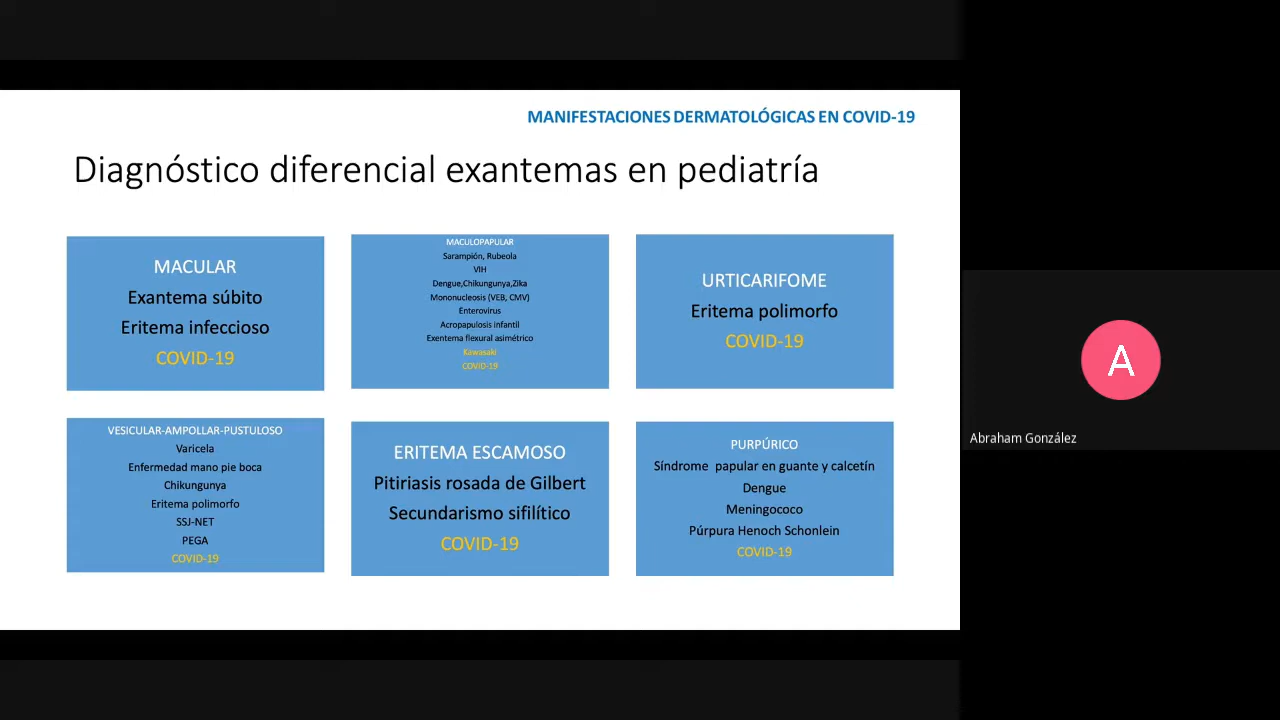 MANIFESTACIONES DERMATOLÓGICAS EN COVID-19
Diagnóstico diferencial exantemas en pediatría
MACULAR
Exantema súbito
Eritema infeccioso
COVID-19
MACULOPAPULAR
Sarampión, Rubeola
VIH
Dengue,Chikungunya,Zika
Mononucleosis (VEB, CMV)
Enterovirus
Acropapulosis infantil
Exentema flexural asimétrico
Kawasaki
COVID-19
URTICARIFOME
Eritema polimorfo
COVID-19
VESICULAR-AMPOLLAR-PUSTULOSO
Varicela
Enfermedad mano pie boca
Chikungunya
Eritema polimorfo
SSJ-NET
PEGA
COVID-19
ERITEMA ESCAMOSO
Pitiriasis rosada de Gilbert
Secundarismo sifilítico
COVID-19
PURPÚRICO
Síndrome papular en guante y calcetín
Dengue
Meningococo
Púrpura Henoch Schonlein
COVID-19
A
Abraham González